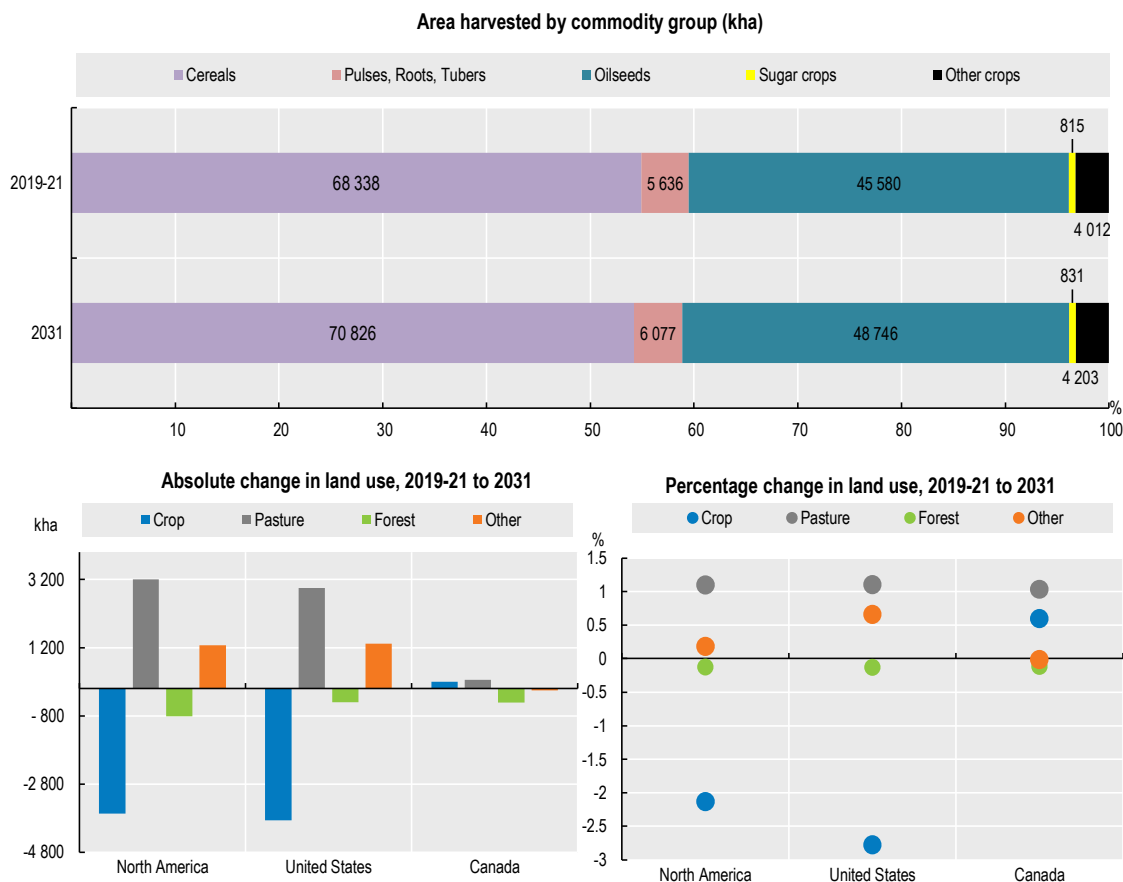 Area harvested by commodity group (kha)
Cereals Pulses, Roots, Tubers Oilseeds Sugar crops Other crops
815
2019-21 68 338 5 636 45 580
4 012
831
2031 70 826 6 077 48 746
4 203
%
10 20 30 40 50 60 70 80 90 100
Absolute change in land use, 2019-21 to 2031
kha
Crop Pasture Forest Other
3 200
1 200
- 800
-2 800
-4 800
North America United States Canada
Percentage change in land use, 2019-21 to 2031
Crop Pasture Forest Other
%
1.5
1
0.5
0
-0.5
-1
-1.5
-2
-2.5
-3
North America United States Canada